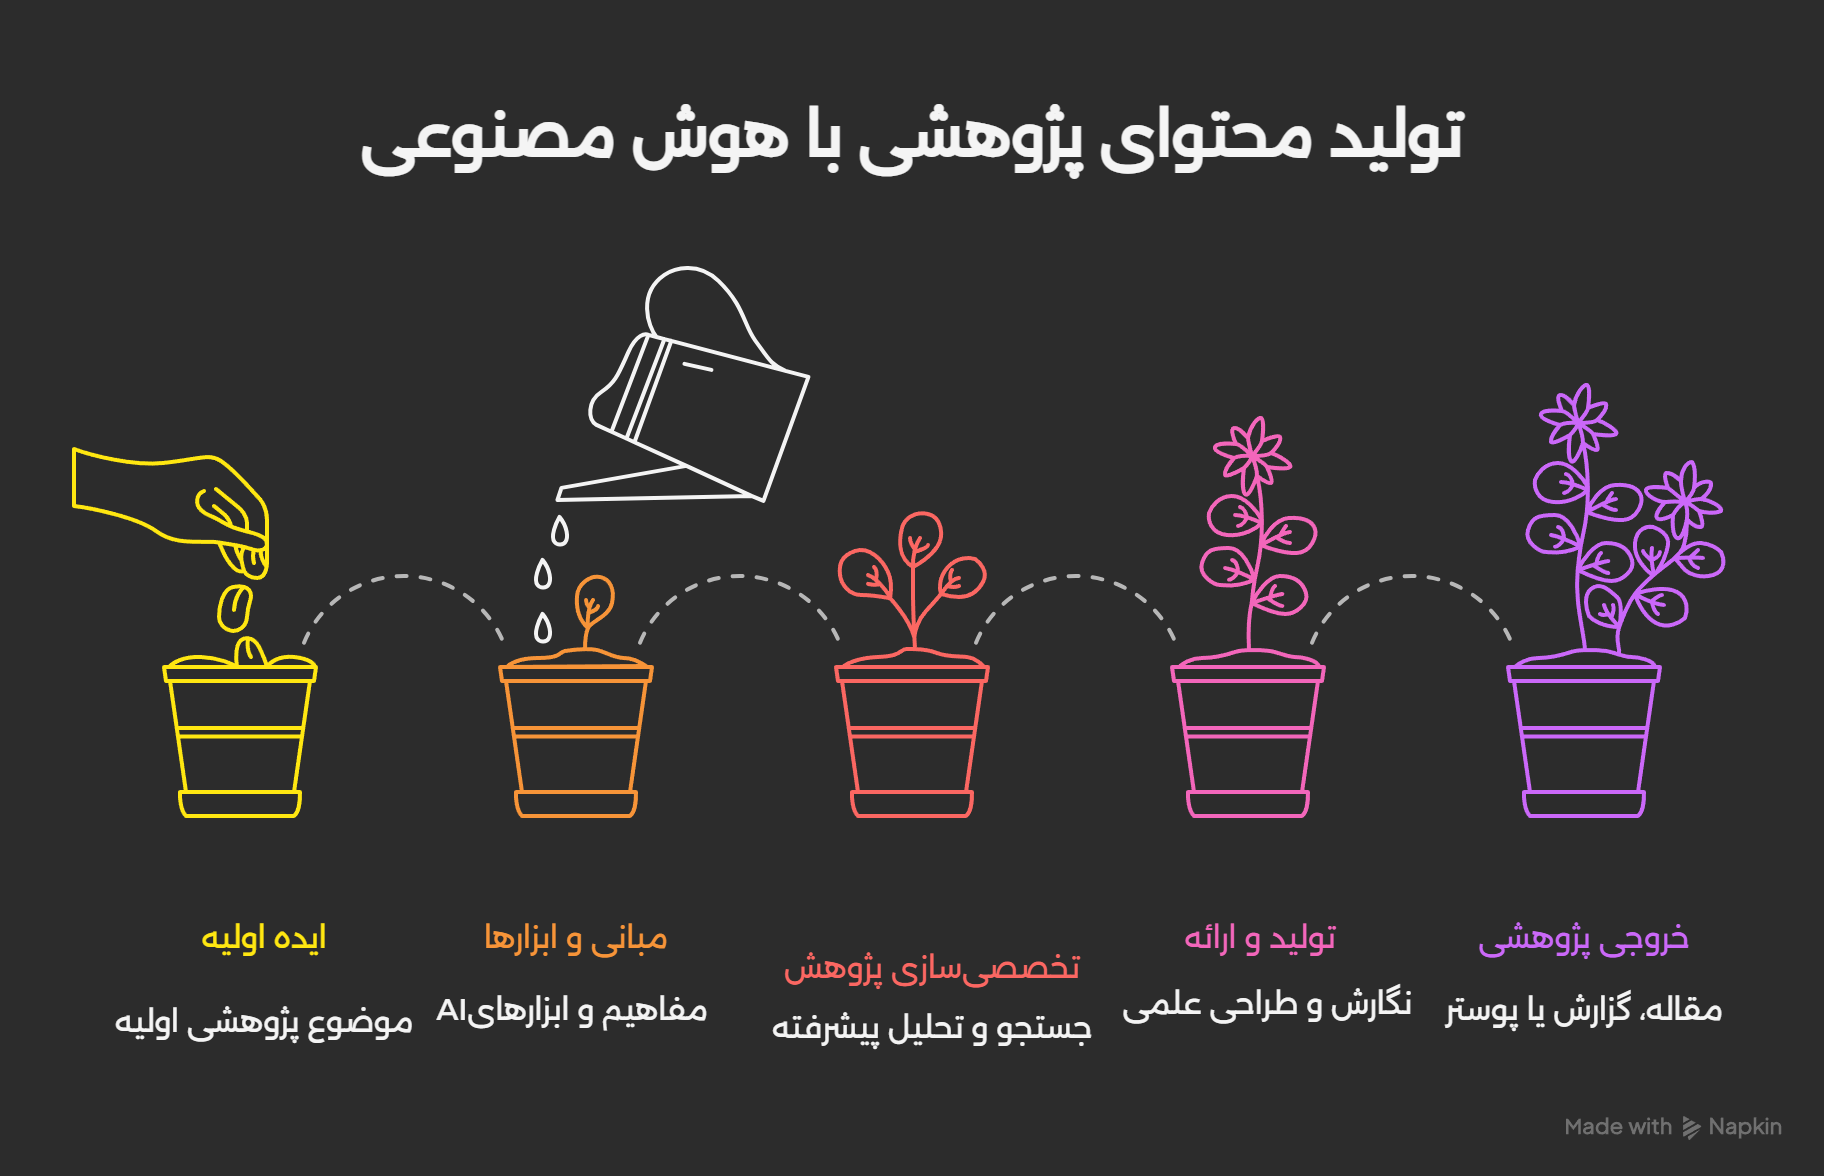 تولید محتوای پژوهشی با هوش مصنوعی
ایده اولیه
موضوع پژوهشی اولیه
مبانی و ابزارها
مفاهیم و ابزارهایAI
تخصصی‌سازی پژوهش
جستجو و تحلیل پیشرفته
تولید و ارائه
نگارش و طراحی علمی
خروجی پژوهشی
مقاله، گزارش یا پوستر
Made with Napkin